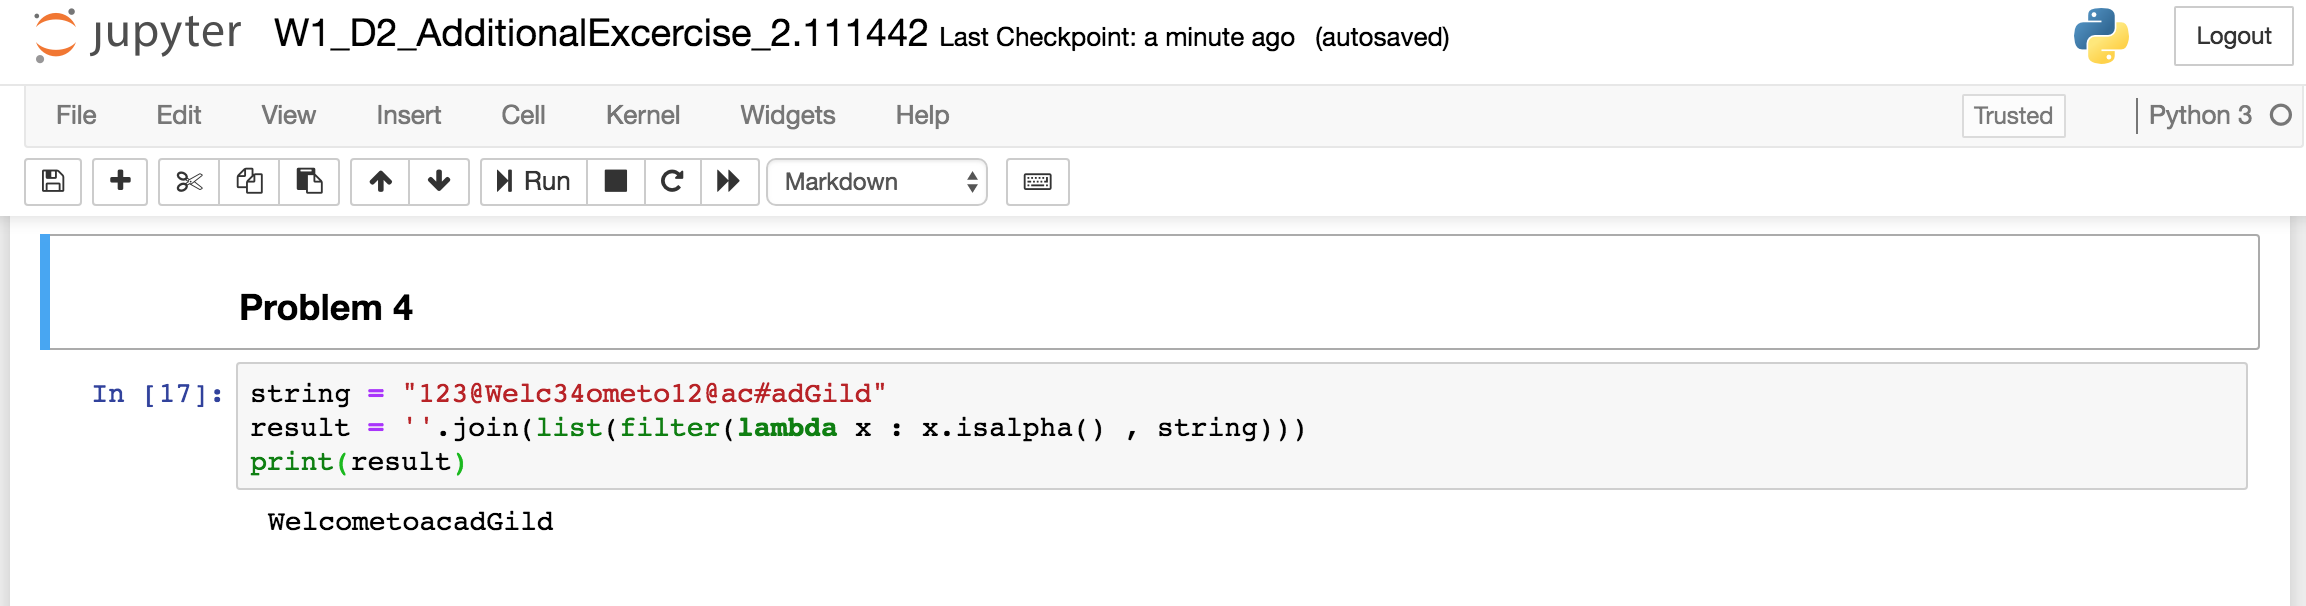 jupyter W1_D2_AdditionalExcercise_2.111442 Last Checkpoint: a minute ago (autosaved) Logout
File Edit View Insert Cell Kernel Widgets Help Trusted Python 3
Run Markdown
Problem 4
In [17]: string = "123@Welc34ometo12@ac#adGild"
result = ''.join(list(filter(lambda x : x.isalpha() , string)))
print(result)
WelcometoacadGild